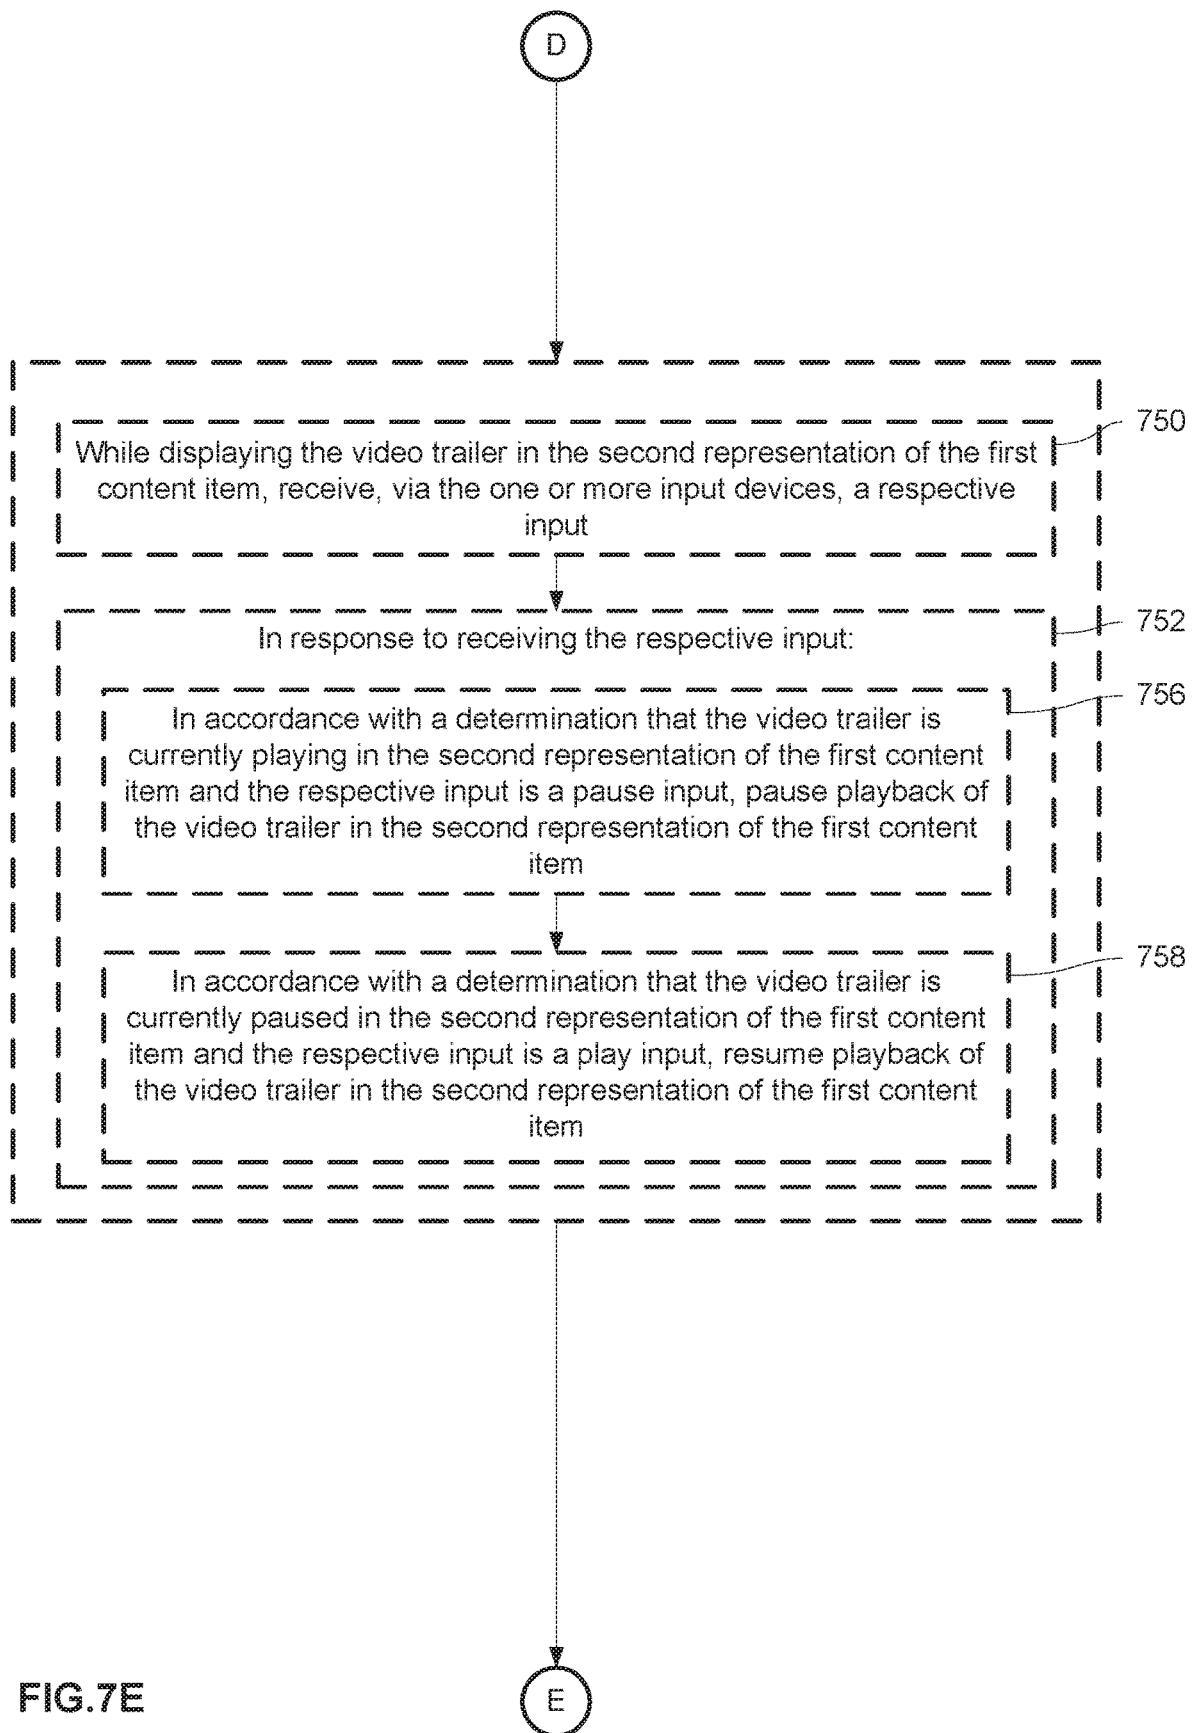 D
750
While displaying the video trailer in the second representation of the first
content item, receive, via the one or more input devices, a respective
input
752
In response to receiving the respective input:
756
In accordance with a determination that the video trailer is
currently playing in the second representation of the first content
item and the respective input is a pause input, pause playback of
the video trailer in the second representation of the first content
item
758
In accordance with a determination that the video trailer is
currently paused in the second representation of the first content
item and the respective input is a play input, resume playback of
the video trailer in the second representation of the first content
item
FIG.7E
E